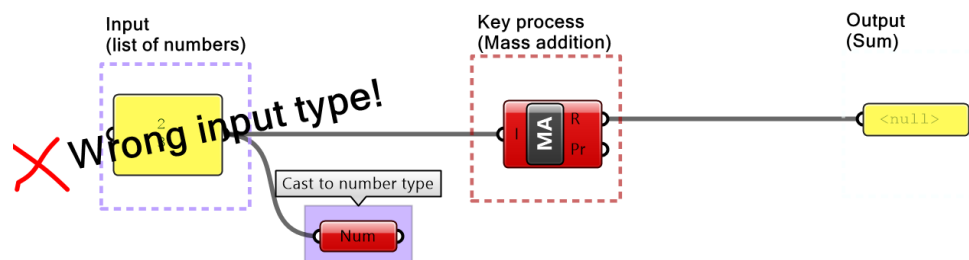 Input
(list of numbers)
Key process
(Mass addition)
Output
(Sum)
Wrong input type!
2
I
MA
R
Pr
<null>
Cast to number type
Num